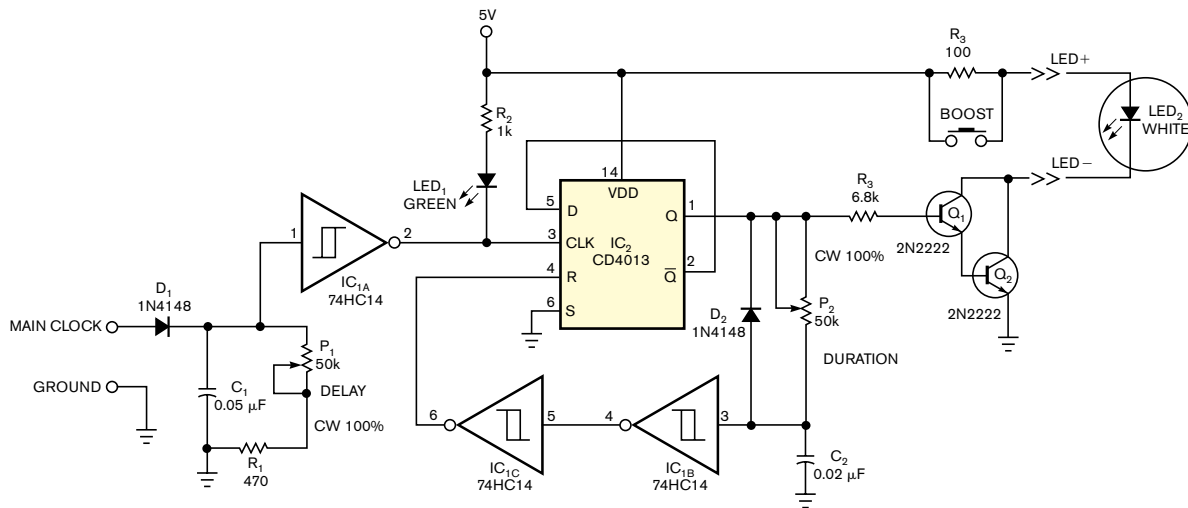 5V
R3
100
LED+
BOOST
LED2
WHITE
LED−
R2
1k
LED1
GREEN
14
VDD
5
D
Q
1
3
CLK
IC2
CD4013
4
R
Q
2
6
S
R3
6.8k
Q1
2N2222
Q2
2N2222
CW 100%
P2
50k
DURATION
D2
1N4148
1
2
IC1A
74HC14
D1
1N4148
MAIN CLOCK
P1
50k
DELAY
GROUND
C1
0.05 µF
CW 100%
R1
470
6
5
IC1C
74HC14
4
3
IC1B
74HC14
C2
0.02 µF